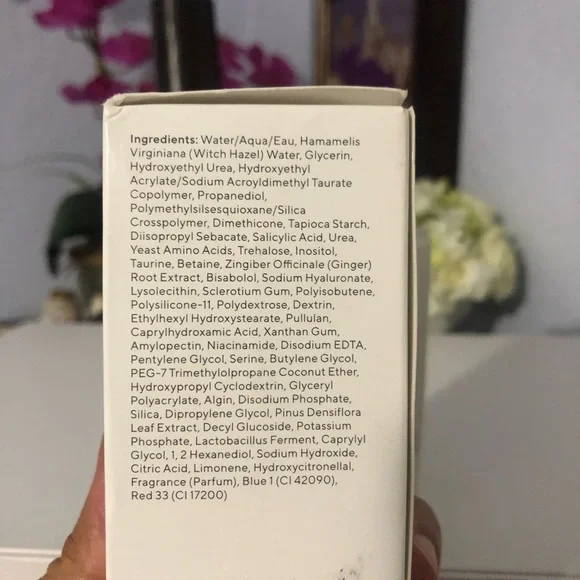 Ingredients: Water/Aqua/Eau, Hamamelis
Virginiana (Witch Hazel) Water, Glycerin,
Hydroxyethyl Urea, Hydroxyethyl
Acrylate/Sodium Acroyldimethyl Taurate
Copolymer, Propanediol,
Polymethylsilsesquioxane/Silica
Crosspolymer, Dimethicone, Tapioca Starch,
Diisopropyl Sebacate, Salicylic Acid, Urea,
Yeast Amino Acids, Trehalose, Inositol,
Taurine, Betaine, Zingiber Officinale (Ginger)
Root Extract, Bisabolol, Sodium Hyaluronate,
Lysolecithin, Sclerotium Gum, Polyisobutene,
Polysilicone-11, Polydextrose, Dextrin,
Ethylhexyl Hydroxystearate, Pullulan,
Caprylhydroxamic Acid, Xanthan Gum,
Amylopectin, Niacinamide, Disodium EDTA,
Pentylene Glycol, Serine, Butylene Glycol,
PEG-7 Trimethylolpropane Coconut Ether,
Hydroxypropyl Cyclodextrin, Glyceryl
Polyacrylate, Algin, Disodium Phosphate,
Silica, Dipropylene Glycol, Pinus Densiflora
Leaf Extract, Decyl Glucoside, Potassium
Phosphate, Lactobacillus Ferment, Caprylyl
Glycol, 1, 2 Hexanediol, Sodium Hydroxide,
Citric Acid, Limonene, Hydroxycitronellal,
Fragrance (Parfum), Blue 1 (CI 42090),
Red 33 (CI 17200)